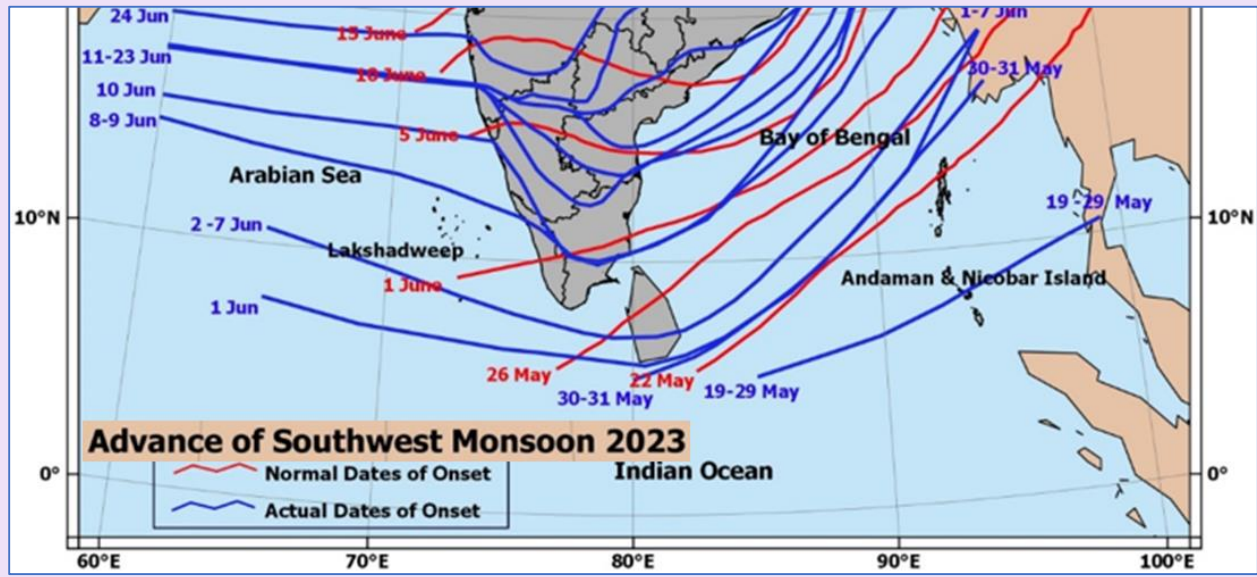 24 Jun
1-7 Jun
15 June
11-23 Jun
10 June
30-31 May
10 Jun
8-9 Jun
5 June
Bay of Bengal
Arabian Sea
19 -29 May
10°N
10°N
2 -7 Jun
Lakshadweep
1 June
Andaman & Nicobar Island
1 Jun
26 May
22 May
30-31 May
19-29 May
Advance of Southwest Monsoon 2023
0°
Normal Dates of Onset
Indian Ocean
0°
Actual Dates of Onset
60°E
70°E
80°E
90°E
100°E